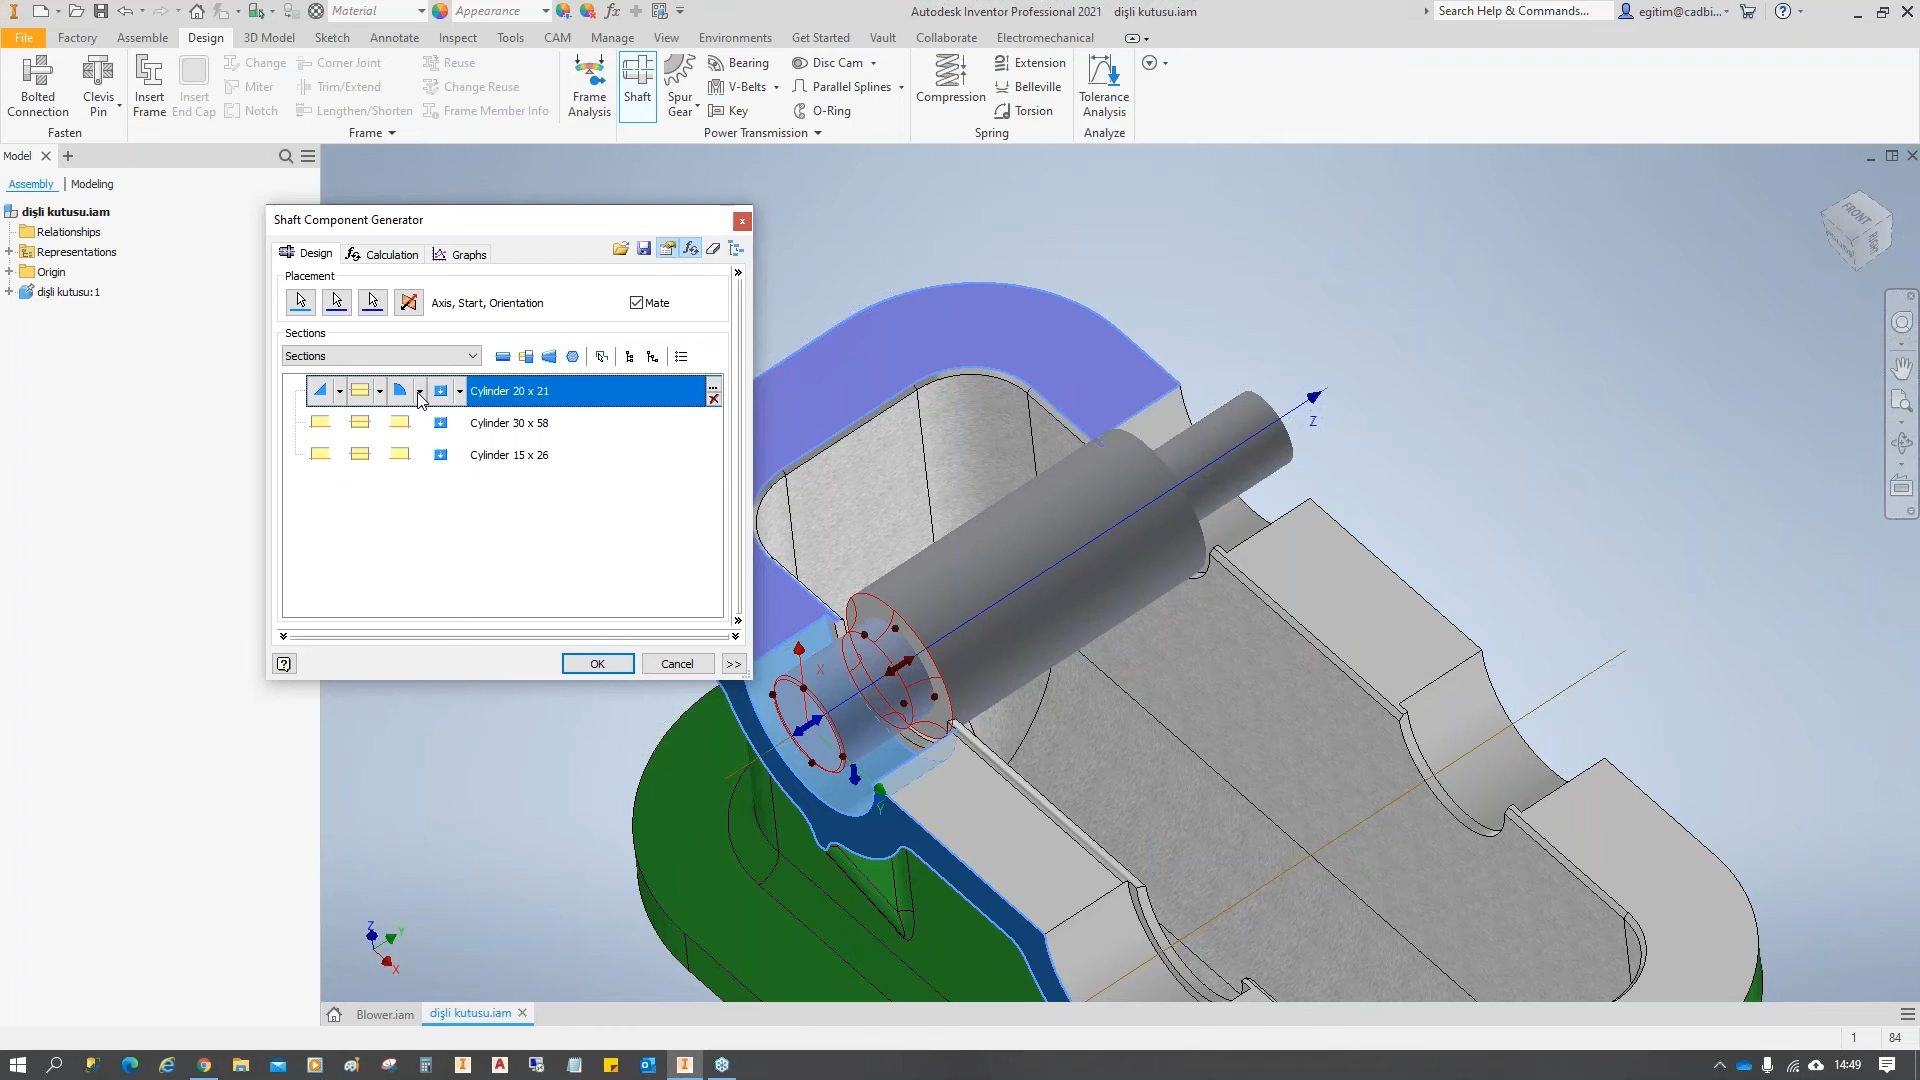 Material
Appearance
fx
Autodesk Inventor Professional 2021 dişli kutusu.iam
Search Help & Commands...
egitim@cadbi...
File
Factory
Assemble
Design
3D Model
Sketch
Annotate
Inspect
Tools
CAM
Manage
View
Environments
Get Started
Vault
Collaborate
Electromechanical
Bolted
Connection
Clevis
Pin
Fasten
Insert
Frame
Insert
End Cap
Change
Miter
Notch
Corner Joint
Trim/Extend
Lengthen/Shorten
Reuse
Change Reuse
Frame Member Info
Frame
Frame
Analysis
Shaft
Spur
Gear
Bearing
V-Belts
Key
Disc Cam
Parallel Splines
O-Ring
Power Transmission
Compression
Extension
Belleville
Torsion
Spring
Tolerance
Analysis
Analyze
Model
Assembly
Modeling
dişli kutusu.iam
Relationships
Representations
Origin
dişli kutusu:1
Shaft Component Generator
Design
Calculation
Graphs
Placement
Axis, Start, Orientation
Mate
Sections
Sections
Cylinder 20 x 21
Cylinder 30 x 58
Cylinder 15 x 26
OK
Cancel
>>
FRONT
RIGHT
Z
X
Y
Z
Y
X
Blower.iam
dişli kutusu.iam
1
84
14:49